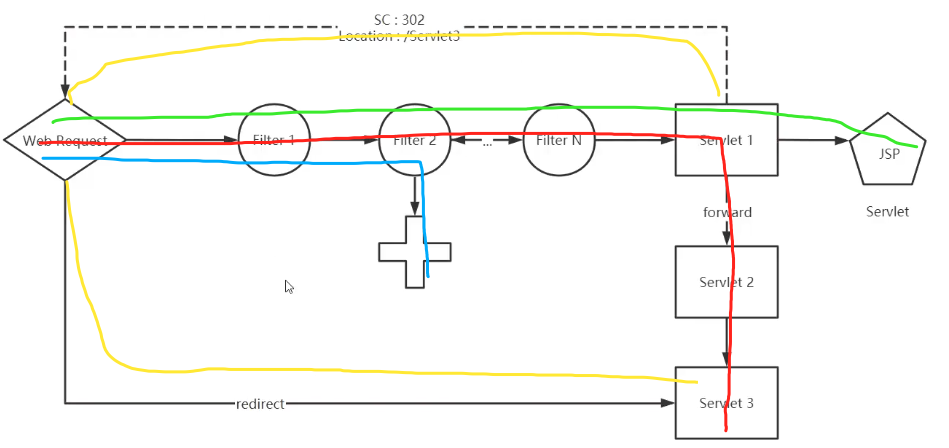 SC : 302
Location : /Servlet3
Web Request
Filter 1
Filter 2
...
Filter N
Servlet 1
JSP
forward
Servlet
Servlet 2
redirect
Servlet 3